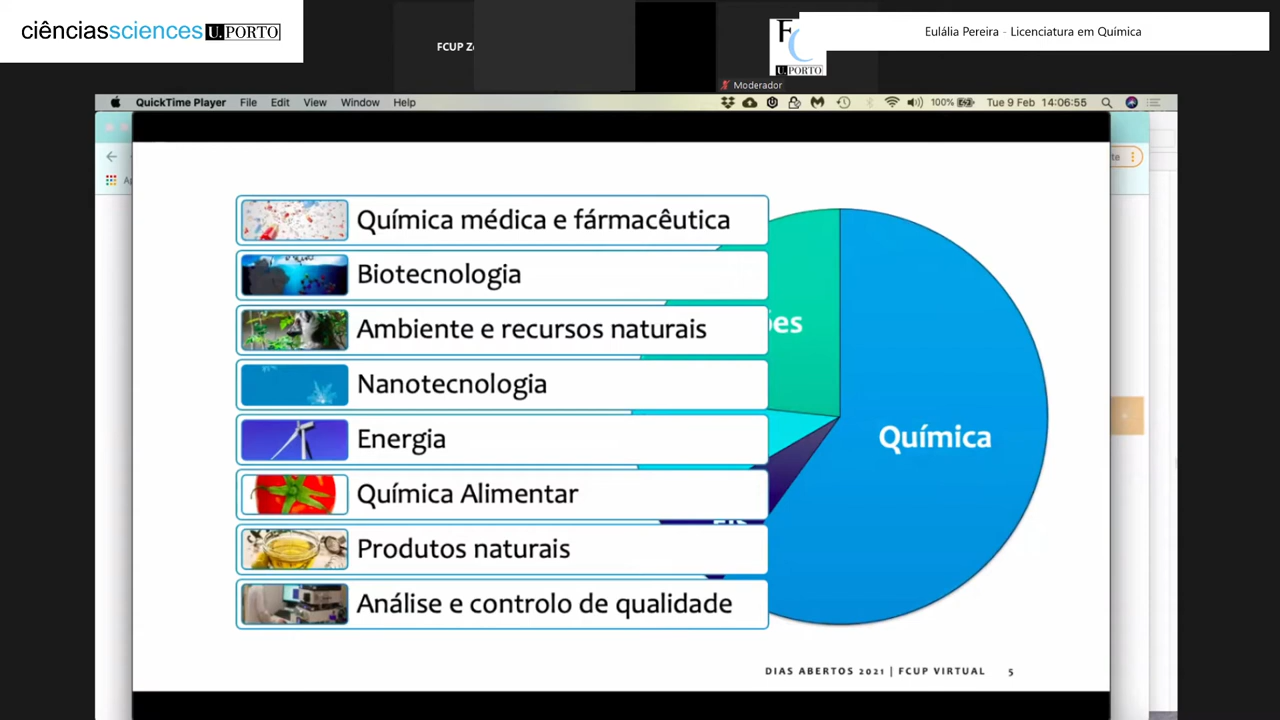 ciênciassciences U.PORTO
FCUP
FC
U.PORTO
Eulália Pereira - Licenciatura em Química
Moderador
QuickTime Player File Edit View Window Help
100% Tue 9 Feb 14:06:55
Química médica e fármacêutica
Biotecnologia
Ambiente e recursos naturais
Nanotecnologia
Energia
Química Alimentar
Produtos naturais
Análise e controlo de qualidade
Química
DIAS ABERTOS 2021 | FCUP VIRTUAL 5